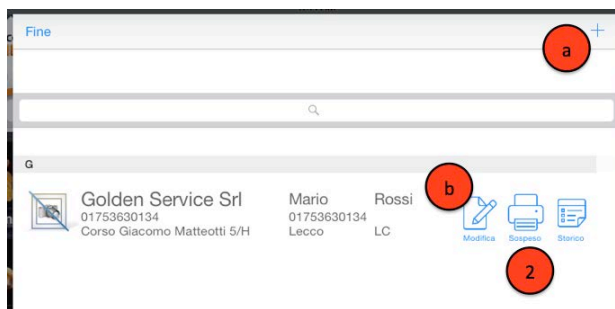 Fine
a
G
b
Golden Service Srl Mario Rossi
01753630134 01753630134
Corso Giacomo Matteotti 5/H Lecco LC
Modifica Sospeso Storico
2